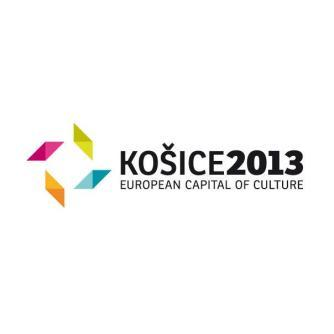 KOŠICE2013
EUROPEAN CAPITAL OF CULTURE